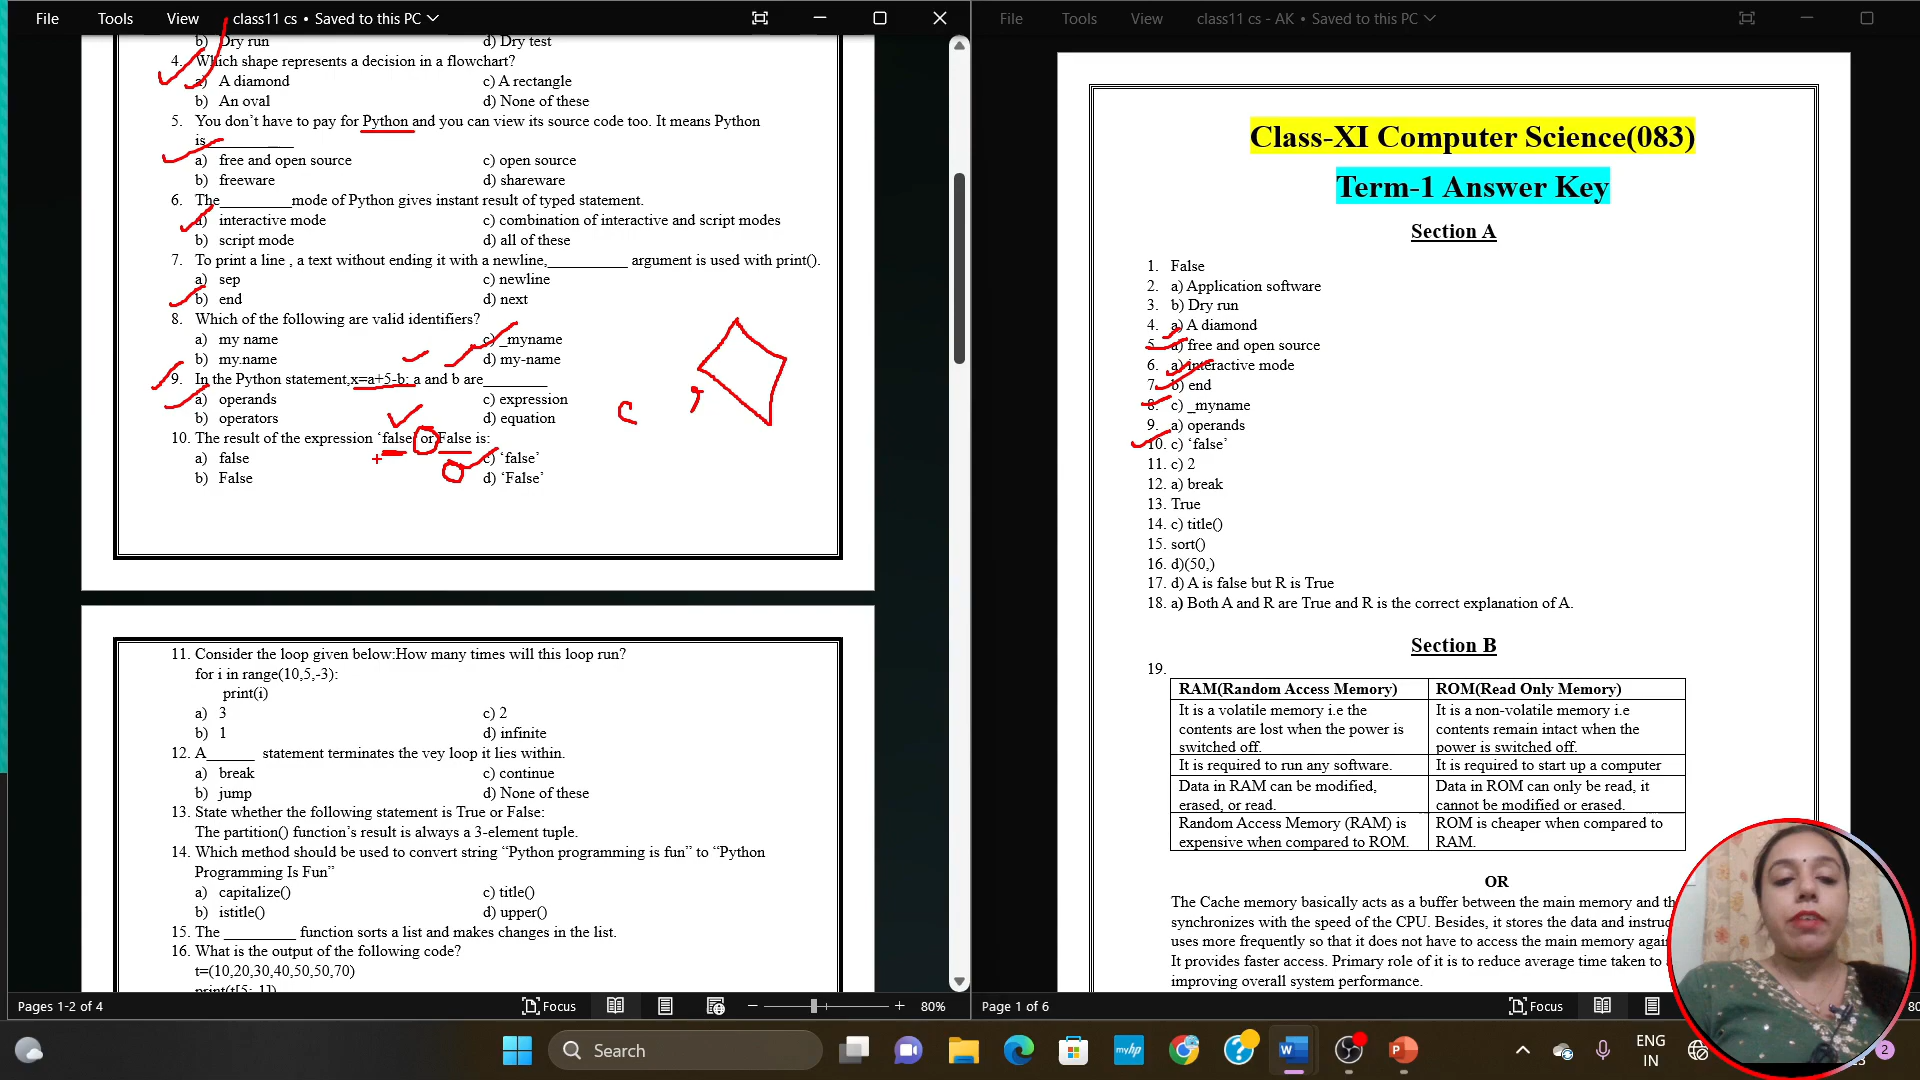 File Tools View class11 cs • Saved to this PC
b) Dry run d) Dry test
4. Which shape represents a decision in a flowchart?
a) A diamond c) A rectangle
b) An oval d) None of these
5. You don’t have to pay for Python and you can view its source code too. It means Python
is__________
a) free and open source c) open source
b) freeware d) shareware
6. The_________mode of Python gives instant result of typed statement.
a) interactive mode c) combination of interactive and script modes
b) script mode d) all of these
7. To print a line , a text without ending it with a newline,__________ argument is used with print().
a) sep c) newline
b) end d) next
8. Which of the following are valid identifiers?
a) my name c) _myname
b) my.name d) my-name
9. In the Python statement,x=a+5-b: a and b are________
a) operands c) expression
b) operators d) equation
10. The result of the expression ‘false’ or False is:
a) false c) ‘false’
b) False d) ‘False’
11. Consider the loop given below:How many times will this loop run?
for i in range(10,5,-3):
print(i)
a) 3 c) 2
b) 1 d) infinite
12. A______ statement terminates the vey loop it lies within.
a) break c) continue
b) jump d) None of these
13. State whether the following statement is True or False:
The partition() function’s result is always a 3-element tuple.
14. Which method should be used to convert string “Python programming is fun” to “Python
Programming Is Fun”
a) capitalize() c) title()
b) istitle() d) upper()
15. The _________ function sorts a list and makes changes in the list.
16. What is the output of the following code?
t=(10,20,30,40,50,50,70)
print(t[5:-1])
Pages 1-2 of 4 Focus 80%
File Tools View class11 cs - AK • Saved to this PC
Class-XI Computer Science(083)
Term-1 Answer Key
Section A
1. False
2. a) Application software
3. b) Dry run
4. a) A diamond
5. a) free and open source
6. a) interactive mode
7. b) end
8. c) _myname
9. a) operands
10. c) ‘false’
11. c) 2
12. a) break
13. True
14. c) title()
15. sort()
16. d)(50,)
17. d) A is false but R is True
18. a) Both A and R are True and R is the correct explanation of A.
Section B
19.
RAM(Random Access Memory) ROM(Read Only Memory)
It is a volatile memory i.e the It is a non-volatile memory i.e
contents are lost when the power is contents remain intact when the
switched off. power is switched off.
It is required to run any software. It is required to start up a computer
Data in RAM can be modified, Data in ROM can only be read, it
erased, or read. cannot be modified or erased.
Random Access Memory (RAM) is ROM is cheaper when compared to
expensive when compared to ROM. RAM.
OR
The Cache memory basically acts as a buffer between the main memory and
synchronizes with the speed of the CPU. Besides, it stores the data and
uses more frequently so that it does not have to access the main memory
It provides faster access. Primary role of it is to reduce average time taken to
improving overall system performance.
Page 1 of 6 Focus
Search myhp ENG
IN 2